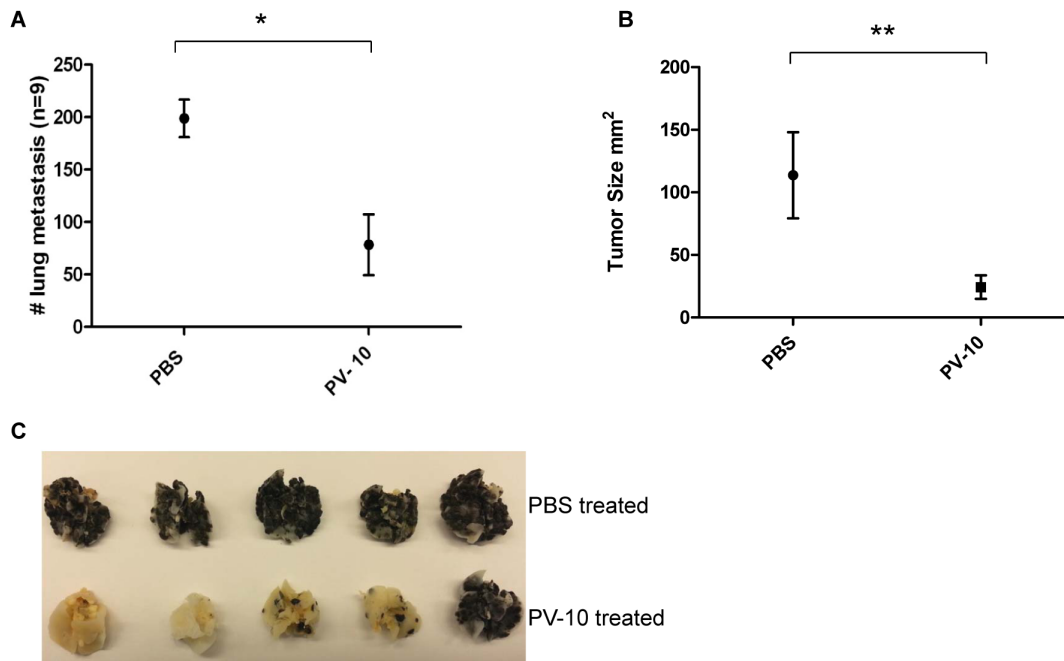 A
*
# lung metastasis (n=9)
250
200
150
100
50
0
PBS
PV- 10
B
**
Tumor Size mm²
200
150
100
50
0
PBS
PV-10
C
PBS treated
PV-10 treated